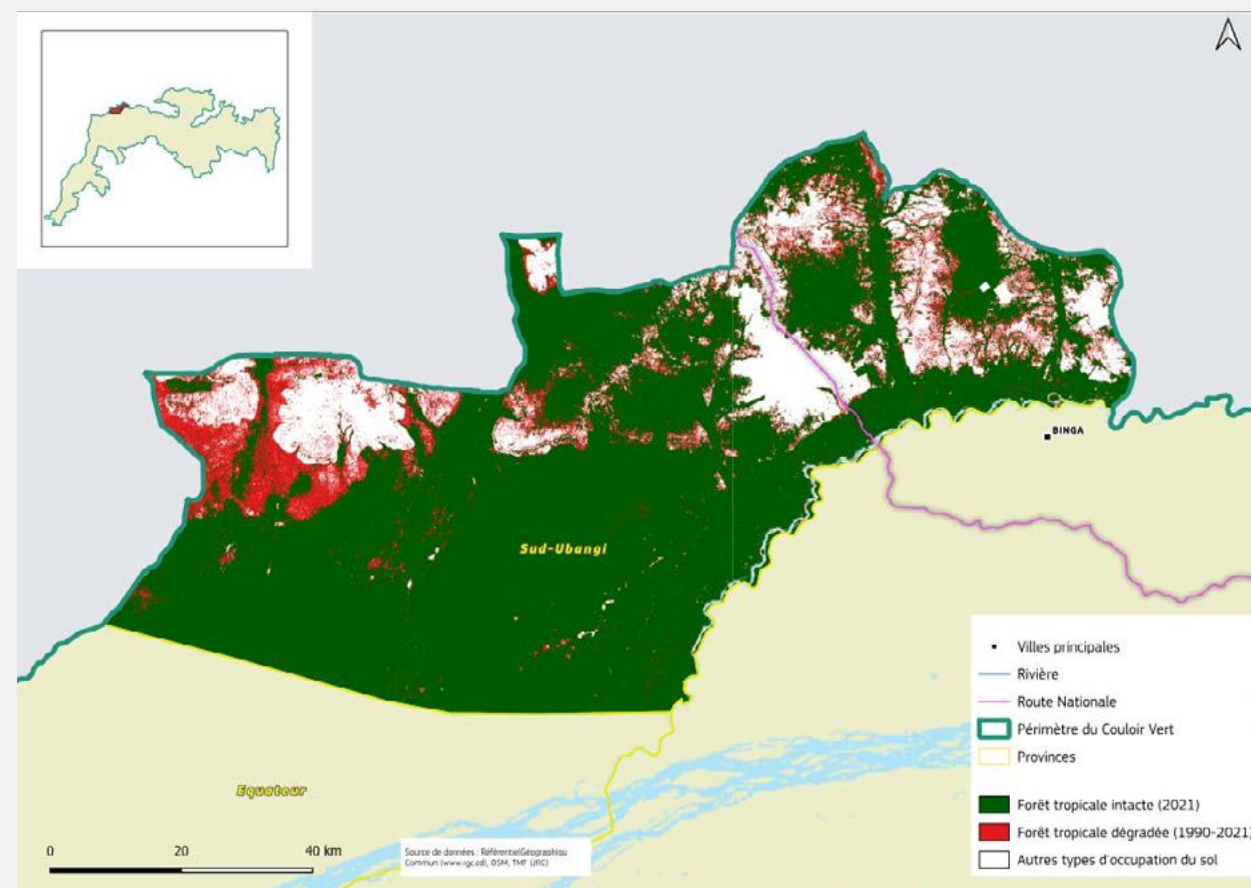 BINGA
Sud-Ubangi
Equateur
Villes principales
Rivière
Route Nationale
Périmètre du Couloir Vert
Provinces
Forêt tropicale intacte (2021)
Forêt tropicale dégradée (1990-2021)
Autres types d'occupation du sol
0 20 40 km
Source de données : RéférentielGéographiqu
Commun (www.rgc.cd), OSM, TMF (JRC)